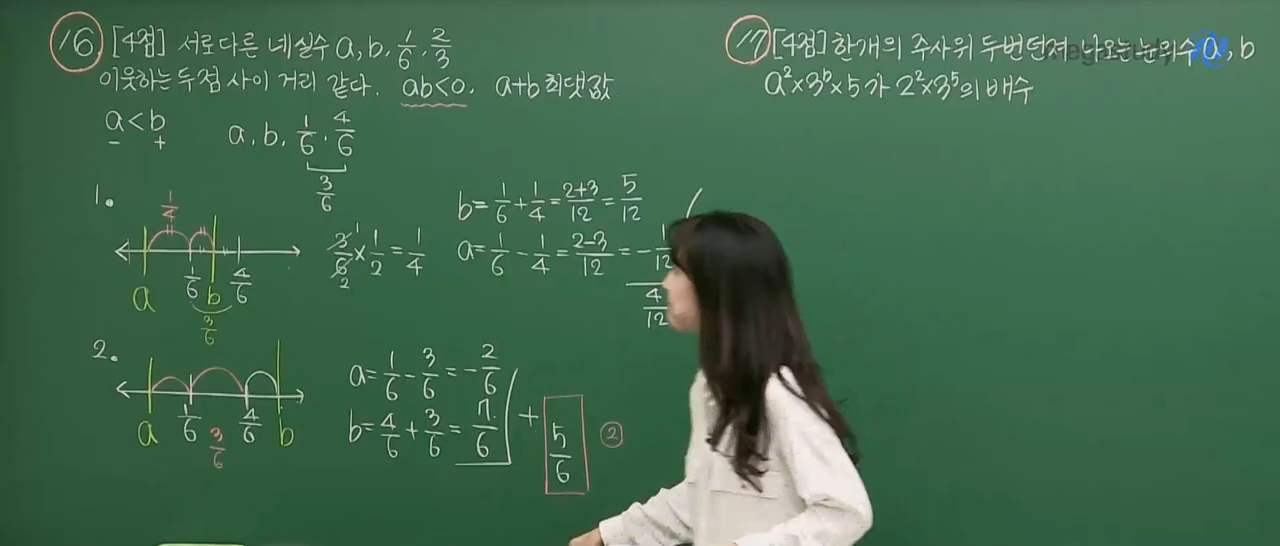 16 [4점] 서로 다른 네 실수 a, b, 1/6, 2/3
이웃하는 두 점 사이 거리 같다. ab<0. a+b 최댓값
a<b
- +
a, b, 1/6, 4/6
3/6
1.
1/4
a 1/6 b 4/6
3/6
3/6 × 1/2 = 1/4
1
2
b = 1/6 + 1/4 = 2+3/12 = 5/12
a = 1/6 - 1/4 = 2-3/12 = -1/12
4/12
2.
a 1/6 4/6 b
3/6
a = 1/6 - 3/6 = -2/6
b = 4/6 + 3/6 = 7/6
+ 5/6 ②
17 [4점] 한개의 주사위 두번 던져 나오는 눈의 수 a, b
a²×3ᵇ×5가 2²×3⁵의 배수
megastudy